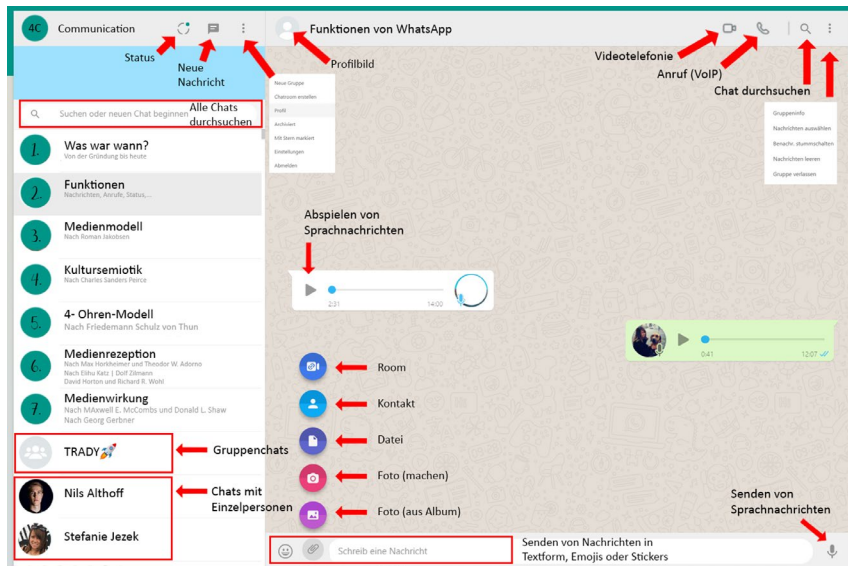 4C
Communication
Status
Neue
Nachricht
Suchen oder neuen Chat beginnen
Alle Chats
durchsuchen
1.
Was war wann?
Von der Gründung bis heute
2.
Funktionen
Nachrichten, Anrufe, Status,...
3.
Medienmodell
Nach Roman Jakobsen
4.
Kultursemiotik
Nach Charles Sanders Peirce
5.
4- Ohren-Modell
Nach Friedemann Schulz von Thun
6.
Medienrezeption
Nach Max Horkheimer und Theodor W. Adorno
Nach Elihu Katz | Dolf Zilmann
David Horton und Richard R. Wohl
7.
Medienwirkung
Nach MAxwell E. McCombs und Donald L. Shaw
Nach Georg Gerbner
TRADY🚀
Gruppenchats
Nils Althoff
Chats mit
Einzelpersonen
Stefanie Jezek
Funktionen von WhatsApp
Profilbild
Neue Gruppe
Chatroom erstellen
Profil
Archiviert
Mit Stern markiert
Einstellungen
Abmelden
Videotelefonie
Anruf (VoIP)
Chat durchsuchen
Gruppeninfo
Nachrichten auswählen
Benachr. stummschalten
Nachrichten leeren
Gruppe verlassen
Abspielen von
Sprachnachrichten
2:31 14:00
0:41 12:07
Room
Kontakt
Datei
Foto (machen)
Foto (aus Album)
Senden von
Sprachnachrichten
Schreib eine Nachricht
Senden von Nachrichten in
Textform, Emojis oder Stickers